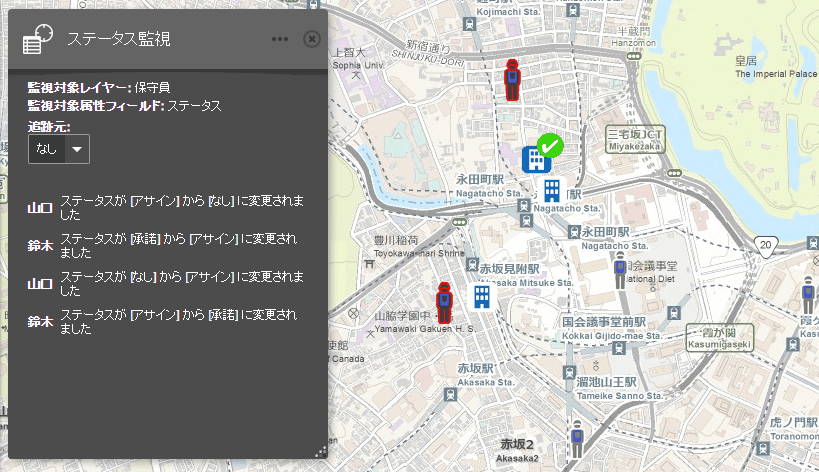 ステータス監視
監視対象レイヤー: 保守員
監視対象属性フィールド: ステータス
追跡元:
なし
山口 ステータスが [アサイン] から [なし] に変更されま
した
鈴木 ステータスが [承諾] から [アサイン] に変更され
ました
山口 ステータスが [なし] から [アサイン] に変更されま
した
鈴木 ステータスが [アサイン] から [承諾] に変更され
ました
Kojimachi Sta.
新宿通り
SHINJUKU-DORI
半蔵門
Hanzomon
上智大
Sophia Univ.
皇居
The Imperial Palace
三宅坂JCT
Miyakezaka
永田町駅
Nagatacho Sta.
町駅
Nagatacho Sta.
永田町駅
Nagatacho Sta.
豊川稲荷
Toyokawa-inari Shrine
20
赤坂見附駅
Akasaka Mitsuke Sta.
国会議事堂
National Diet
山脇学園中
Yamawaki Gakuen H. S.
国会議事堂前駅
Kokkai Gijido-mae Sta.
霞が関
Kasumigaseki
霞ケ
Kasu
使館
of Canada
赤坂駅
Akasaka Sta.
溜池山王駅
Tameike Sanno Sta.
虎ノ門駅
Toranomon
赤坂2
Akasaka2